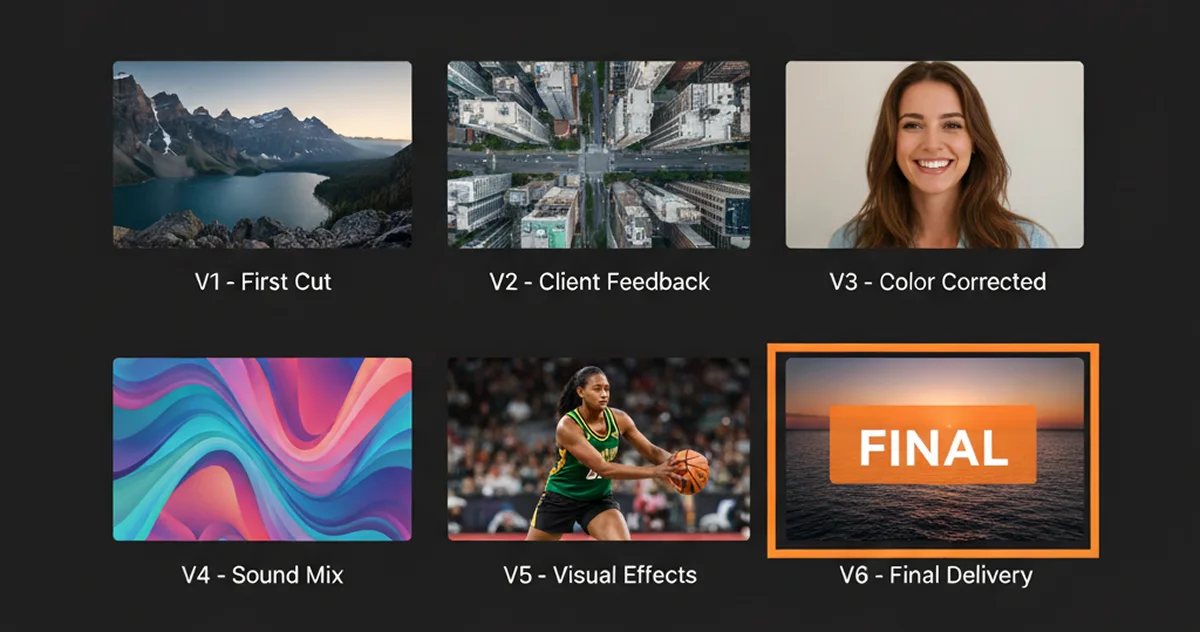 V1 - First Cut
V2 - Client Feedback
V3 - Color Corrected
FINAL
V4 - Sound Mix
V5 - Visual Effects
V6 - Final Delivery